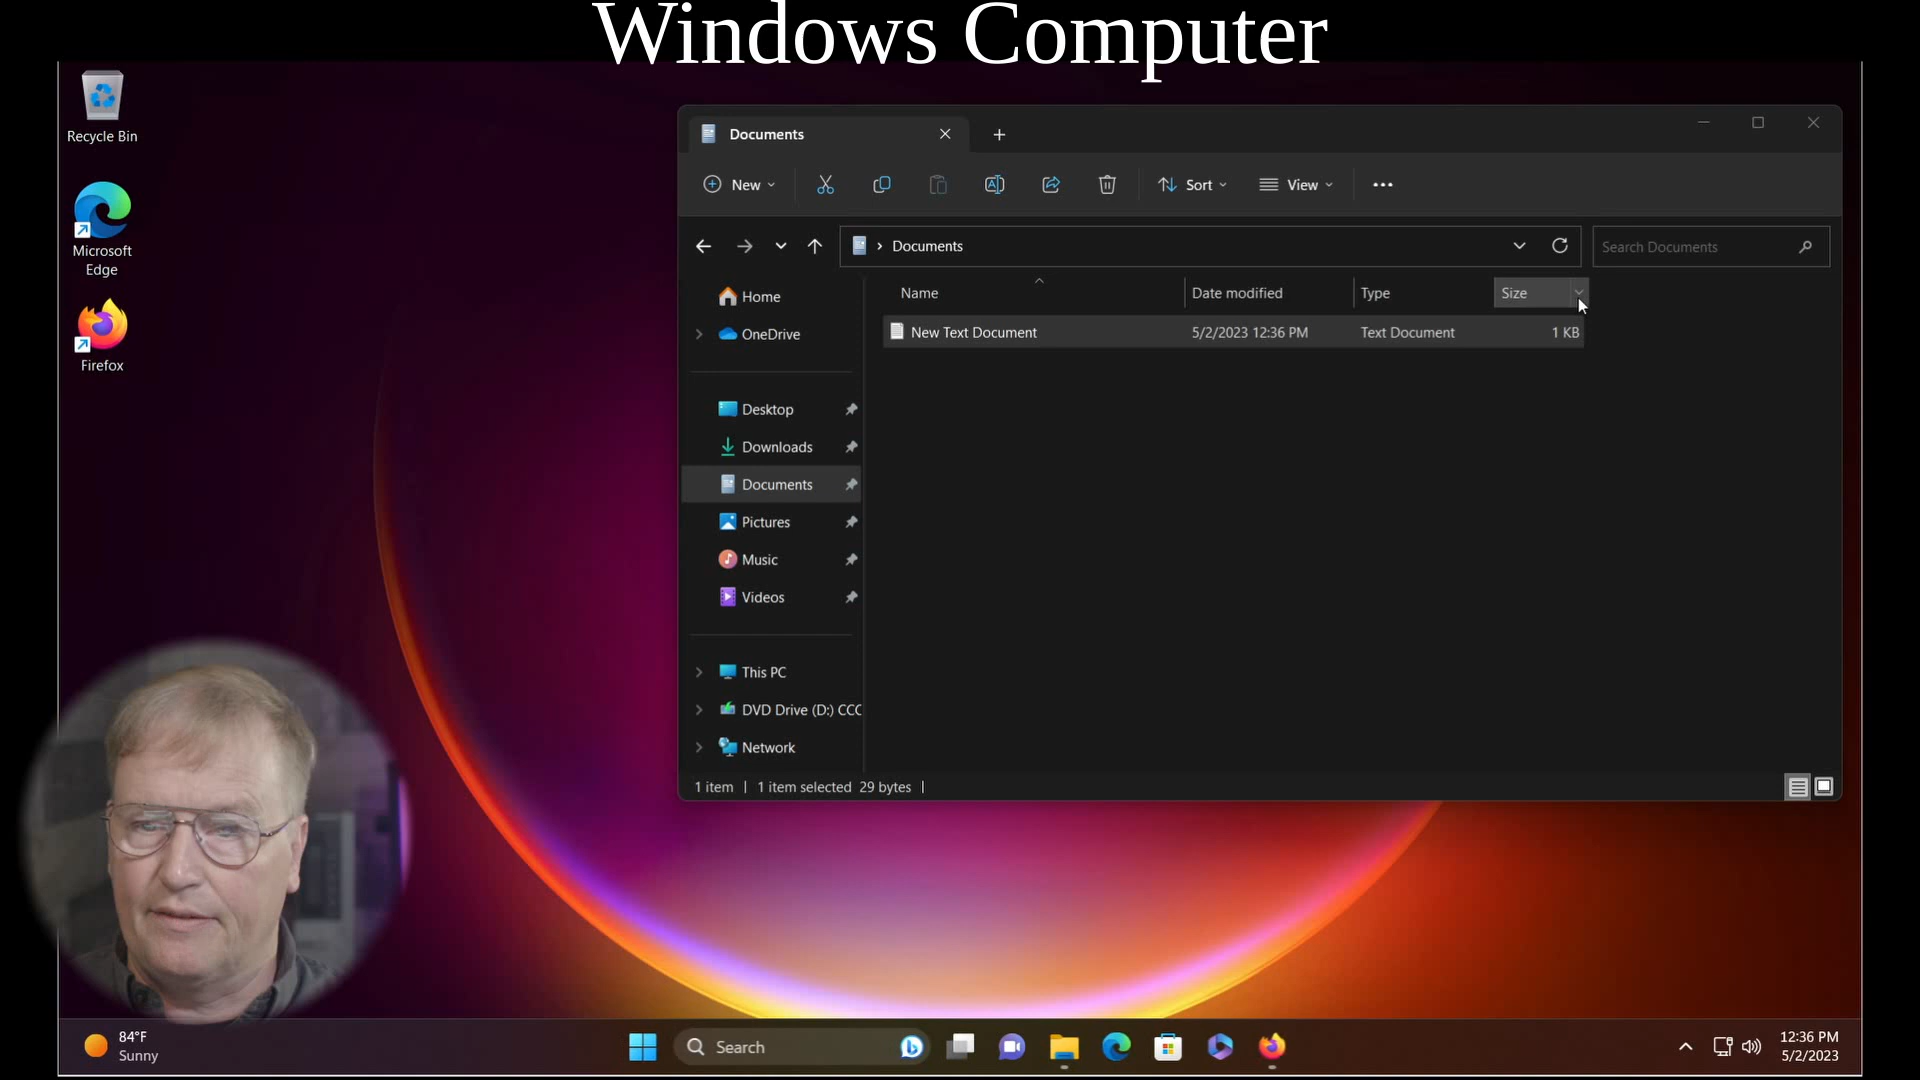 Windows Computer
Recycle Bin
Microsoft
Edge
Firefox
Documents
New
Sort
View
Documents
Search Documents
Home
OneDrive
Desktop
Downloads
Documents
Pictures
Music
Videos
This PC
DVD Drive (D:) CCC
Network
Name
Date modified
Type
Size
New Text Document
5/2/2023 12:36 PM
Text Document
1 KB
1 item
1 item selected 29 bytes
84°F
Sunny
Search
12:36 PM
5/2/2023